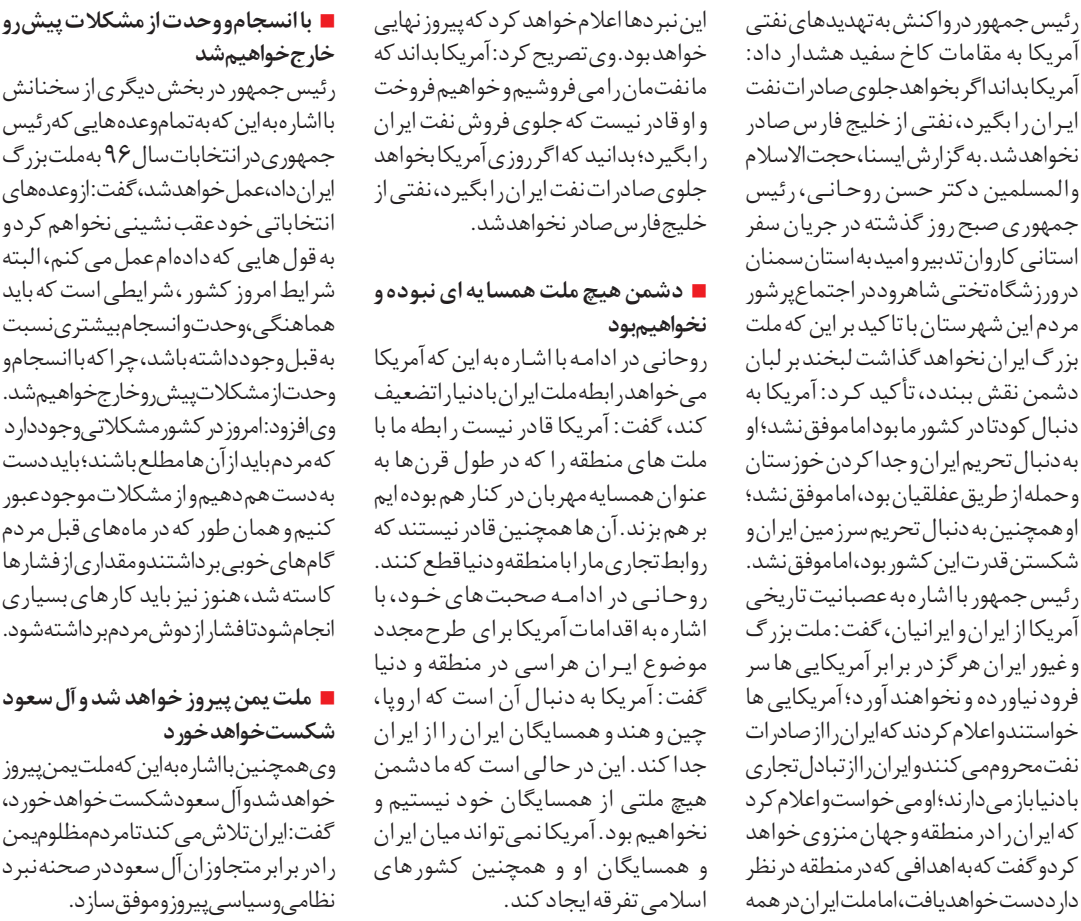 رئیس جمهور در واکنش به تهدیدهای نفتی
آمریکا به مقامات کاخ سفید هشدار داد:
آمریکا بداند اگر بخواهد جلوی صادرات نفت
ایران را بگیرد، نفتی از خلیج فارس صادر
نخواهد شد. به گزارش ایسنا، حجت‌الاسلام
والمسلمین دکتر حسن روحانی، رئیس
جمهوری صبح روز گذشته در جریان سفر
استانی کاروان تدبیر و امید به استان سمنان
در ورزشگاه تختی شاهرود در اجتماع پرشور
مردم این شهرستان با تاکید بر این که ملت
بزرگ ایران نخواهد گذاشت لبخند بر لبان
دشمن نقش ببندد، تأکید کرد: آمریکا به
دنبال کودتا در کشور ما بود اما موفق نشد؛ او
به دنبال تحریم ایران و جدا کردن خوزستان
و حمله از طریق عفلقیان بود، اما موفق نشد؛
او همچنین به دنبال تحریم سرزمین ایران و
شکستن قدرت این کشور بود، اما موفق نشد.
رئیس جمهور با اشاره به عصبانیت تاریخی
آمریکا از ایران و ایرانیان، گفت: ملت بزرگ
و غیور ایران هرگز در برابر آمریکایی ها سر
فرود نیاورده و نخواهند آورد؛ آمریکایی ها
خواستند و اعلام کردند که ایران را از صادرات
نفت محروم می کنند و ایران را از تبادل تجاری
با دنیا باز می دارند؛ او می خواست و اعلام کرد
که ایران را در منطقه و جهان منزوی خواهد
کرد و گفت که به اهدافی که در منطقه در نظر
دارد دست خواهد یافت، اما ملت ایران در همه
این نبردها اعلام خواهد کرد که پیروز نهایی
خواهد بود. وی تصریح کرد: آمریکا بداند که
ما نفت‌مان را می فروشیم و خواهیم فروخت
و او قادر نیست که جلوی فروش نفت ایران
را بگیرد؛ بدانید که اگر روزی آمریکا بخواهد
جلوی صادرات نفت ایران را بگیرد، نفتی از
خلیج‌فارس صادر نخواهد شد.
■ دشمن هیچ ملت همسایه ای نبوده و
نخواهیم بود
روحانی در ادامه با اشاره به این که آمریکا
می خواهد رابطه ملت ایران با دنیا را تضعیف
کند، گفت: آمریکا قادر نیست رابطه ما با
ملت های منطقه را که در طول قرن‌ها به
عنوان همسایه مهربان در کنار هم بوده ایم
بر هم بزند. آن ها همچنین قادر نیستند که
روابط تجاری ما را با منطقه و دنیا قطع کنند.
روحانی در ادامه صحبت‌های خود، با
اشاره به اقدامات آمریکا برای طرح مجدد
موضوع ایران هراسی در منطقه و دنیا
گفت: آمریکا به دنبال آن است که اروپا،
چین و هند و همسایگان ایران را از ایران
جدا کند. این در حالی است که ما دشمن
هیچ ملتی از همسایگان خود نیستیم و
نخواهیم بود. آمریکا نمی‌تواند میان ایران
و همسایگان او و همچنین کشورهای
اسلامی تفرقه ایجاد کند.
■ با انسجام و وحدت از مشکلات پیش رو
خارج خواهیم شد
رئیس جمهور در بخش دیگری از سخنانش
با اشاره به این که به تمام وعده هایی که رئیس
جمهوری در انتخابات سال ۹۶ به ملت بزرگ
ایران داد، عمل خواهد شد، گفت: از وعده های
انتخاباتی خود عقب نشینی نخواهم کرد و
به قول هایی که داده ام عمل می کنم، البته
شرایط امروز کشور، شرایطی است که باید
هماهنگی، وحدت و انسجام بیشتری نسبت
به قبل وجود داشته باشد، چرا که با انسجام و
وحدت از مشکلات پیش رو خارج خواهیم شد.
وی افزود: امروز در کشور مشکلاتی وجود دارد
که مردم باید از آن ها مطلع باشند؛ باید دست
به دست هم دهیم و از مشکلات موجود عبور
کنیم و همان طور که در ماه‌های قبل مردم
گام‌های خوبی برداشتند و مقداری از فشارها
کاسته شد، هنوز نیز باید کارهای بسیاری
انجام شود تا فشار از دوش مردم برداشته شود.
■ ملت یمن پیروز خواهد شد و آل سعود
شکست خواهد خورد
وی همچنین با اشاره به این که ملت یمن پیروز
خواهد شد و آل سعود شکست خواهد خورد،
گفت: ایران تلاش می کند تا مردم مظلوم یمن
را در برابر متجاوزان آل سعود در صحنه نبرد
نظامی و سیاسی پیروز و موفق سازد.